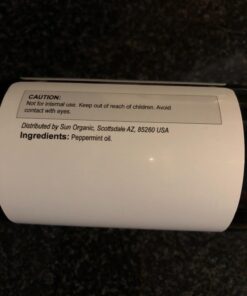 CAUTION:
Not for internal use. Keep out of reach of children. Avoid
contact with eyes.
Distributed by Sun Organic, Scottsdale AZ, 85260 USA
Ingredients: Peppermint oil.